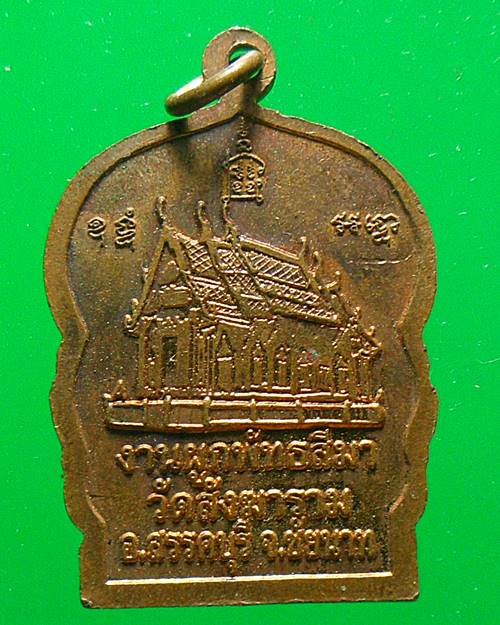 งานผูกพัทธสีมา
วัดสังฆาราม
อ.สรรคบุรี จ.ชัยนาท